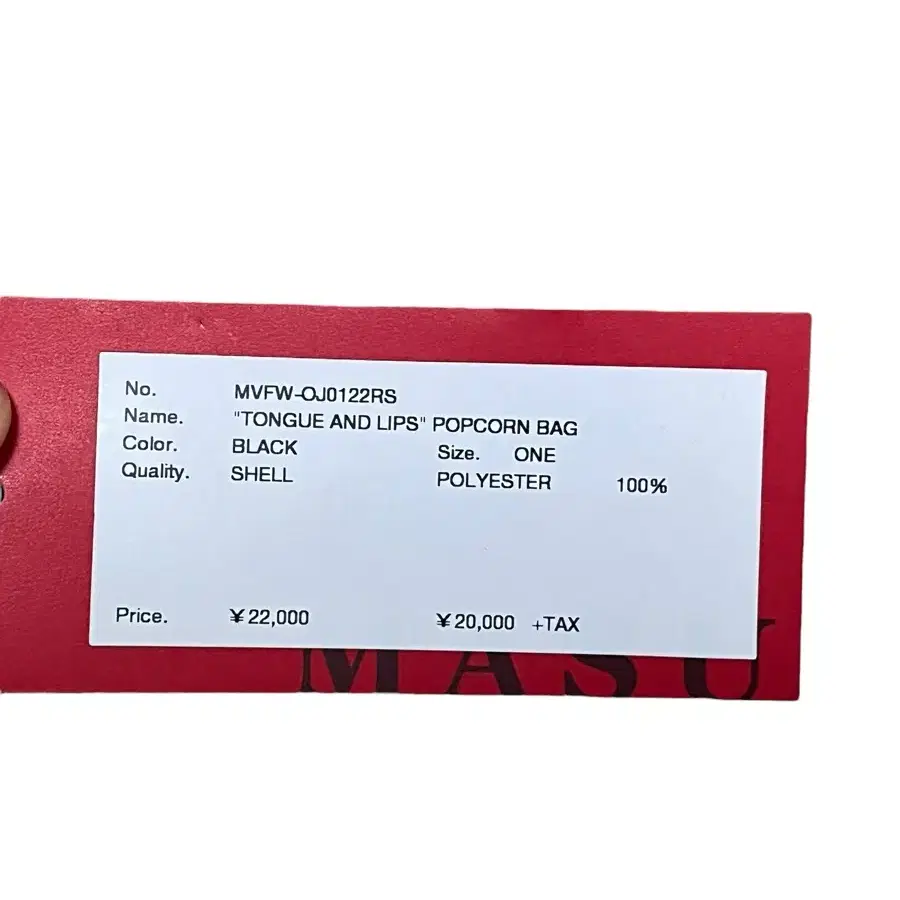 No. MVFW-OJ0122RS
Name. "TONGUE AND LIPS" POPCORN BAG
Color. BLACK Size. ONE
Quality. SHELL POLYESTER 100%
Price. ¥22,000 ¥20,000 +TAX
MASU